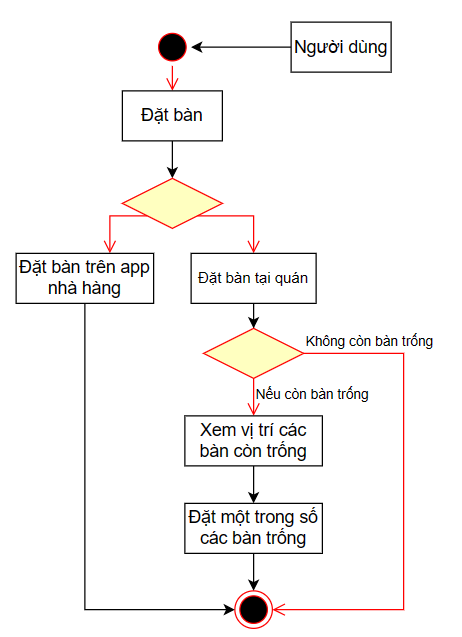 Người dùng
Đặt bàn
Đặt bàn trên app
nhà hàng
Đặt bàn tại quán
Không còn bàn trống
Nếu còn bàn trống
Xem vị trí các
bàn còn trống
Đặt một trong số
các bàn trống